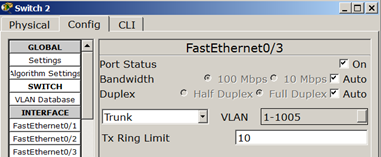 Switch 2
Physical Config CLI
GLOBAL
Settings
Algorithm Settings
SWITCH
VLAN Database
INTERFACE
FastEthernet0/1
FastEthernet0/2
FastEthernet0/3
FastEthernet0/3
Port Status On
Bandwidth 100 Mbps 10 Mbps Auto
Duplex Half Duplex Full Duplex Auto
Trunk VLAN 1-1005
Tx Ring Limit 10